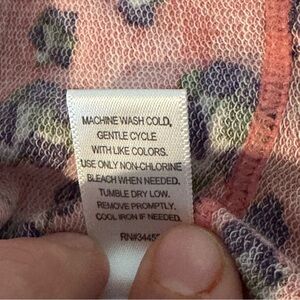 MACHINE WASH COLD,
GENTLE CYCLE
WITH LIKE COLORS.
USE ONLY NON-CHLORINE
BLEACH WHEN NEEDED.
TUMBLE DRY LOW.
REMOVE PROMPTLY.
COOL IRON IF NEEDED.